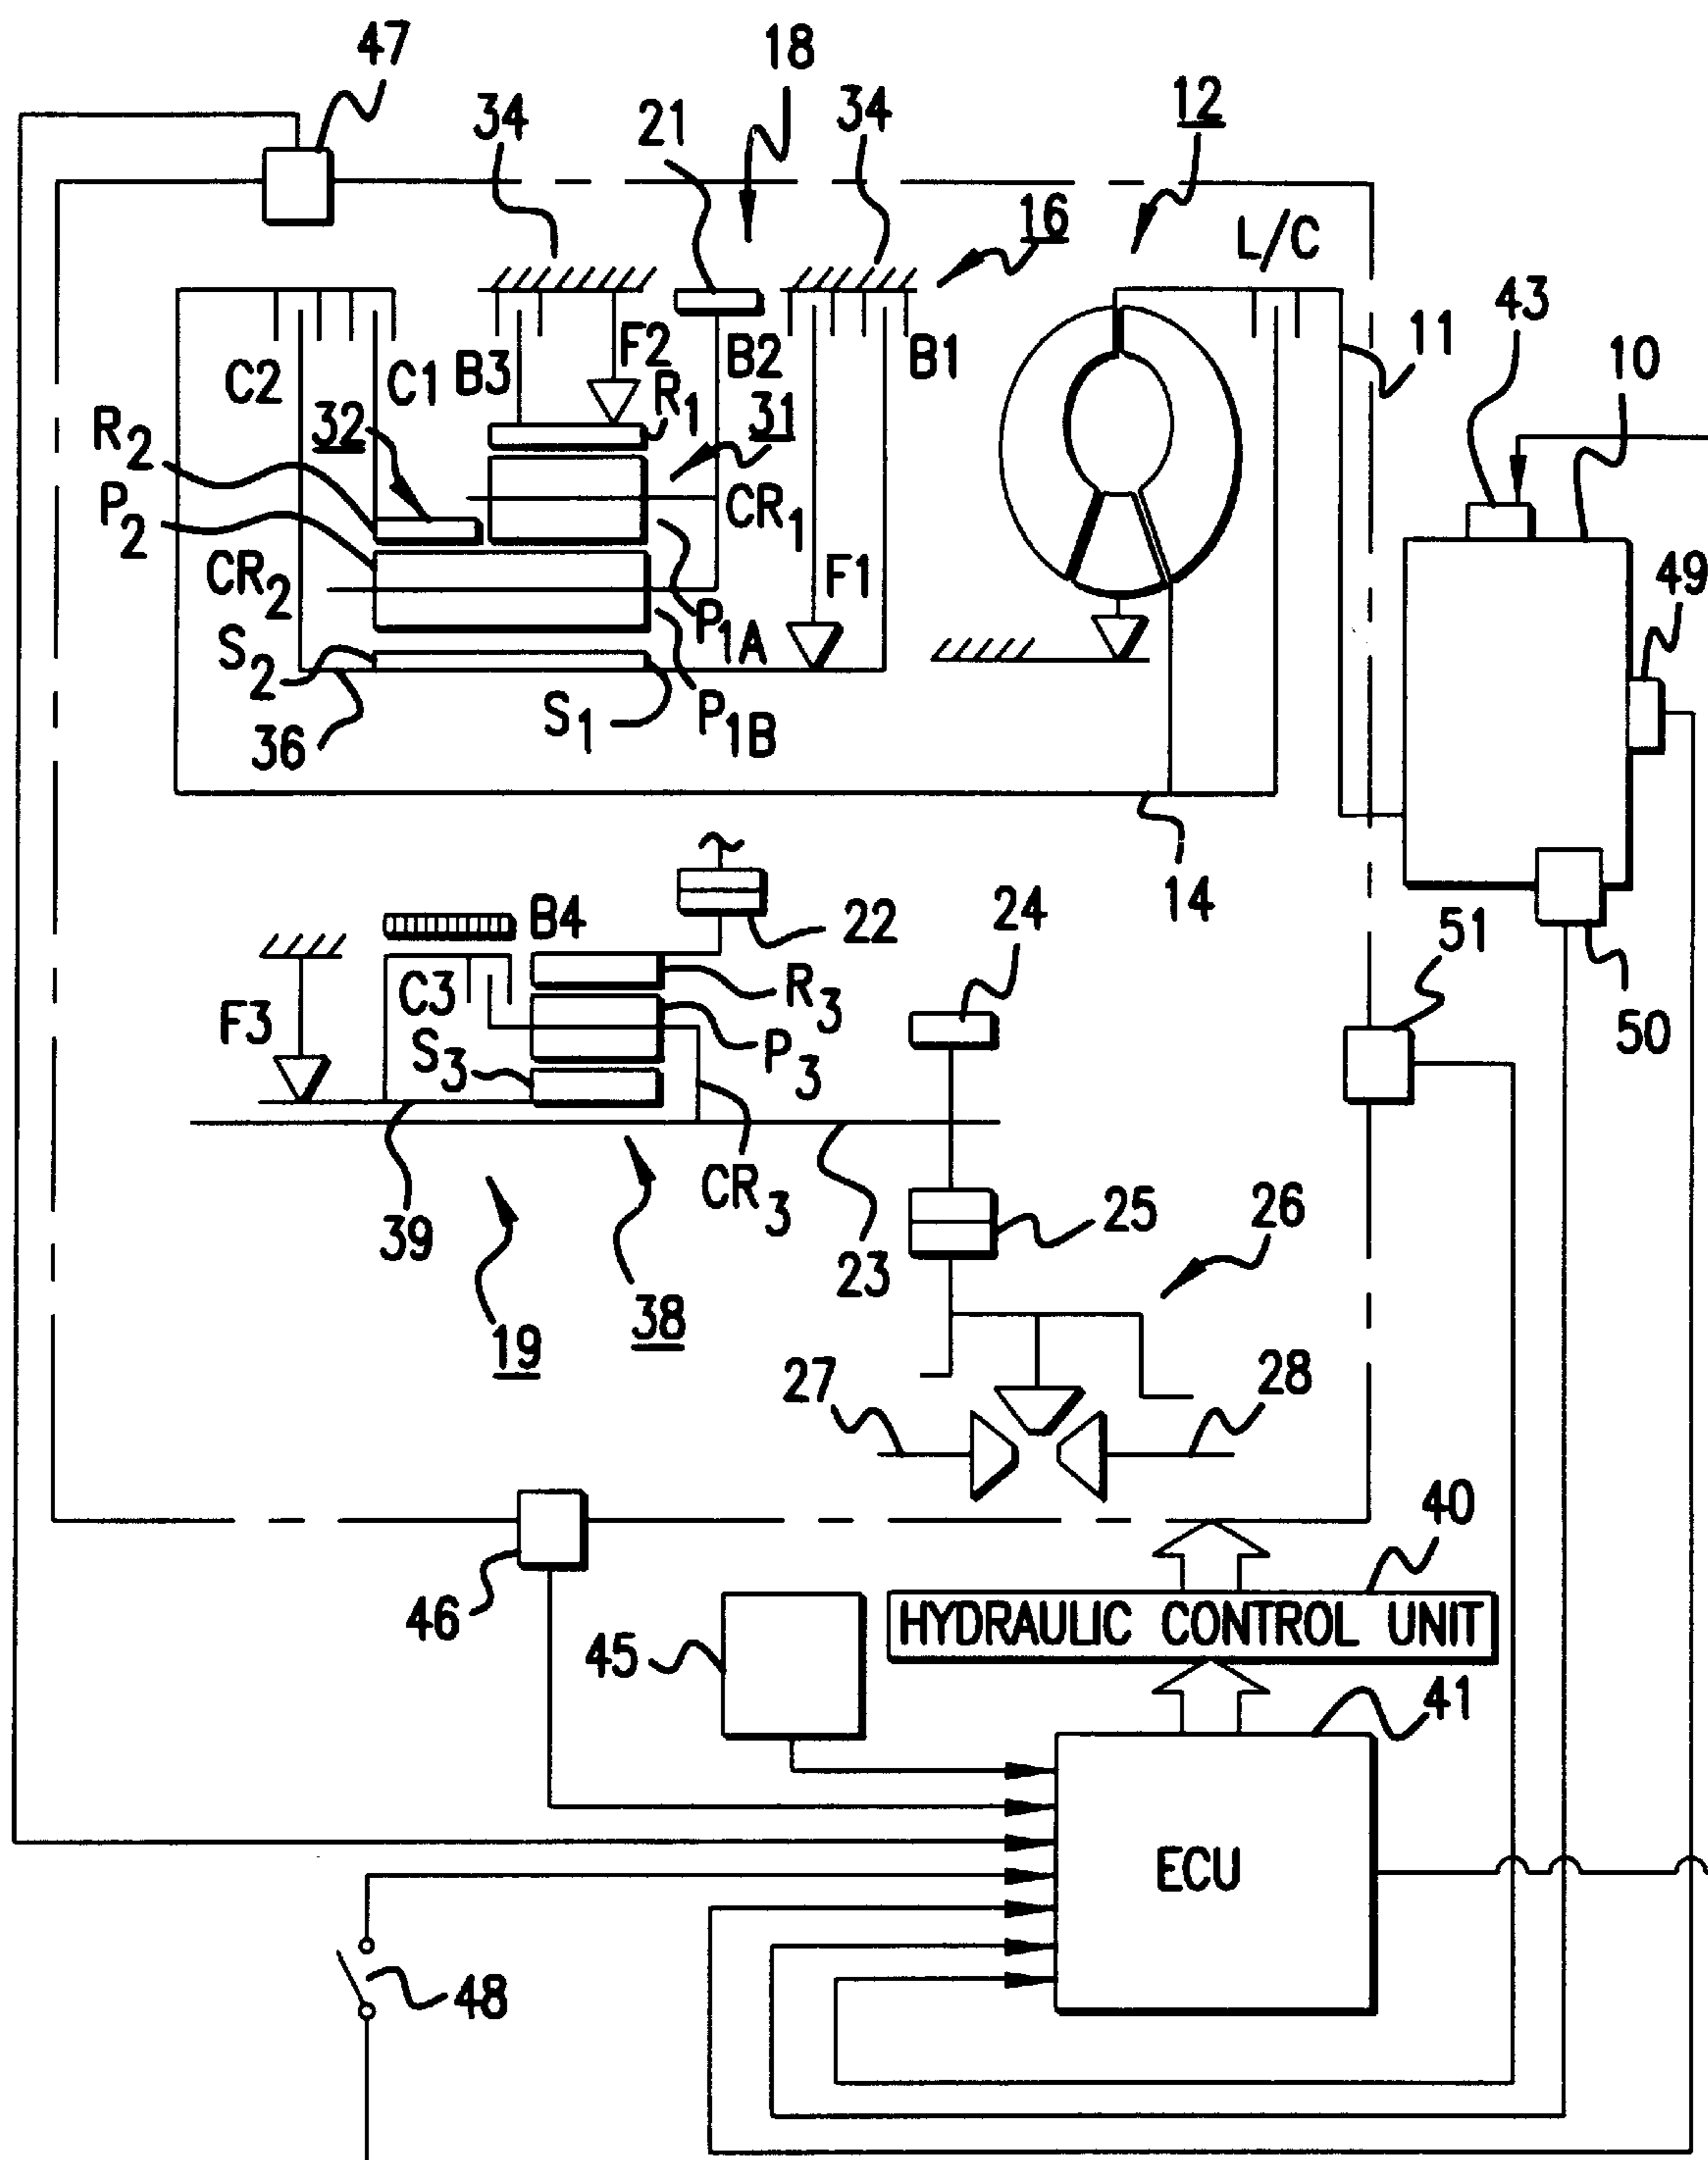 47
18
34
21
34
12
16
L/C
43
11
10
C2
C1
B3
F2
B2
B1
R1
31
32
R2
P2
CR1
CR2
F1
49
P1A
S2
S1
P1B
36
14
22
24
51
B4
50
C3
R3
F3
S3
P3
CR3
39
23
25
26
19
38
27
28
40
46
45
HYDRAULIC CONTROL UNIT
41
ECU
48